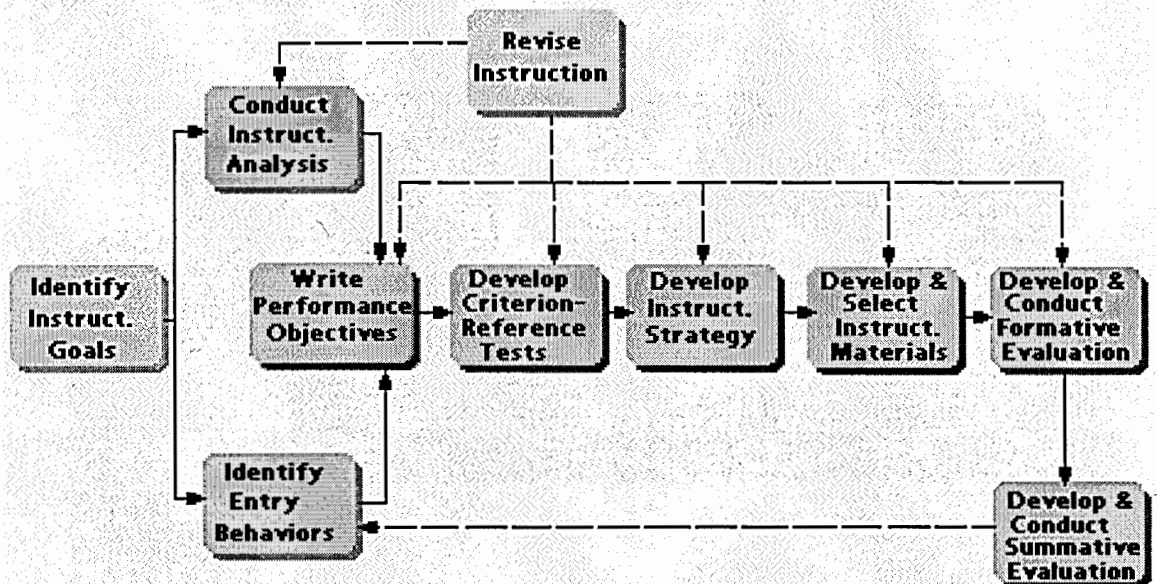 Revise
Instruction
Conduct
Instruct.
Analysis
Identify
Instruct.
Goals
Write
Performance
Objectives
Develop
Criterion-
Reference
Tests
Develop
Instruct.
Strategy
Develop &
Select
Instruct.
Materials
Develop &
Conduct
Formative
Evaluation
Identify
Entry
Behaviors
Develop &
Conduct
Summative
Evaluation